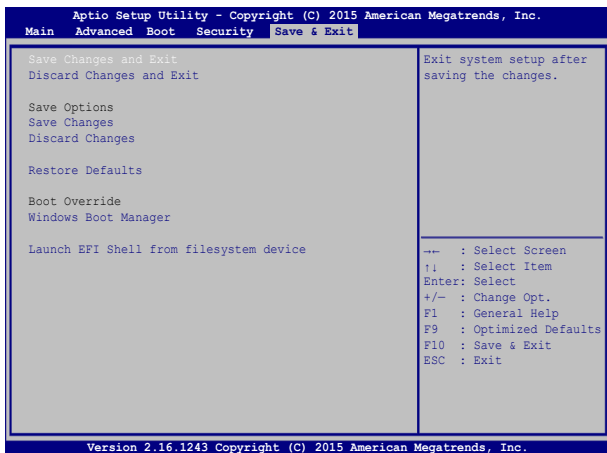 Aptio Setup Utility - Copyright (C) 2015 American Megatrends, Inc.
Main Advanced Boot Security Save & Exit
Save Changes and Exit
Discard Changes and Exit
Save Options
Save Changes
Discard Changes
Restore Defaults
Boot Override
Windows Boot Manager
Launch EFI Shell from filesystem device
Exit system setup after
saving the changes.
→← : Select Screen
↑↓ : Select Item
Enter: Select
+/— : Change Opt.
F1 : General Help
F9 : Optimized Defaults
F10 : Save & Exit
ESC : Exit
Version 2.16.1243 Copyright (C) 2015 American Megatrends, Inc.